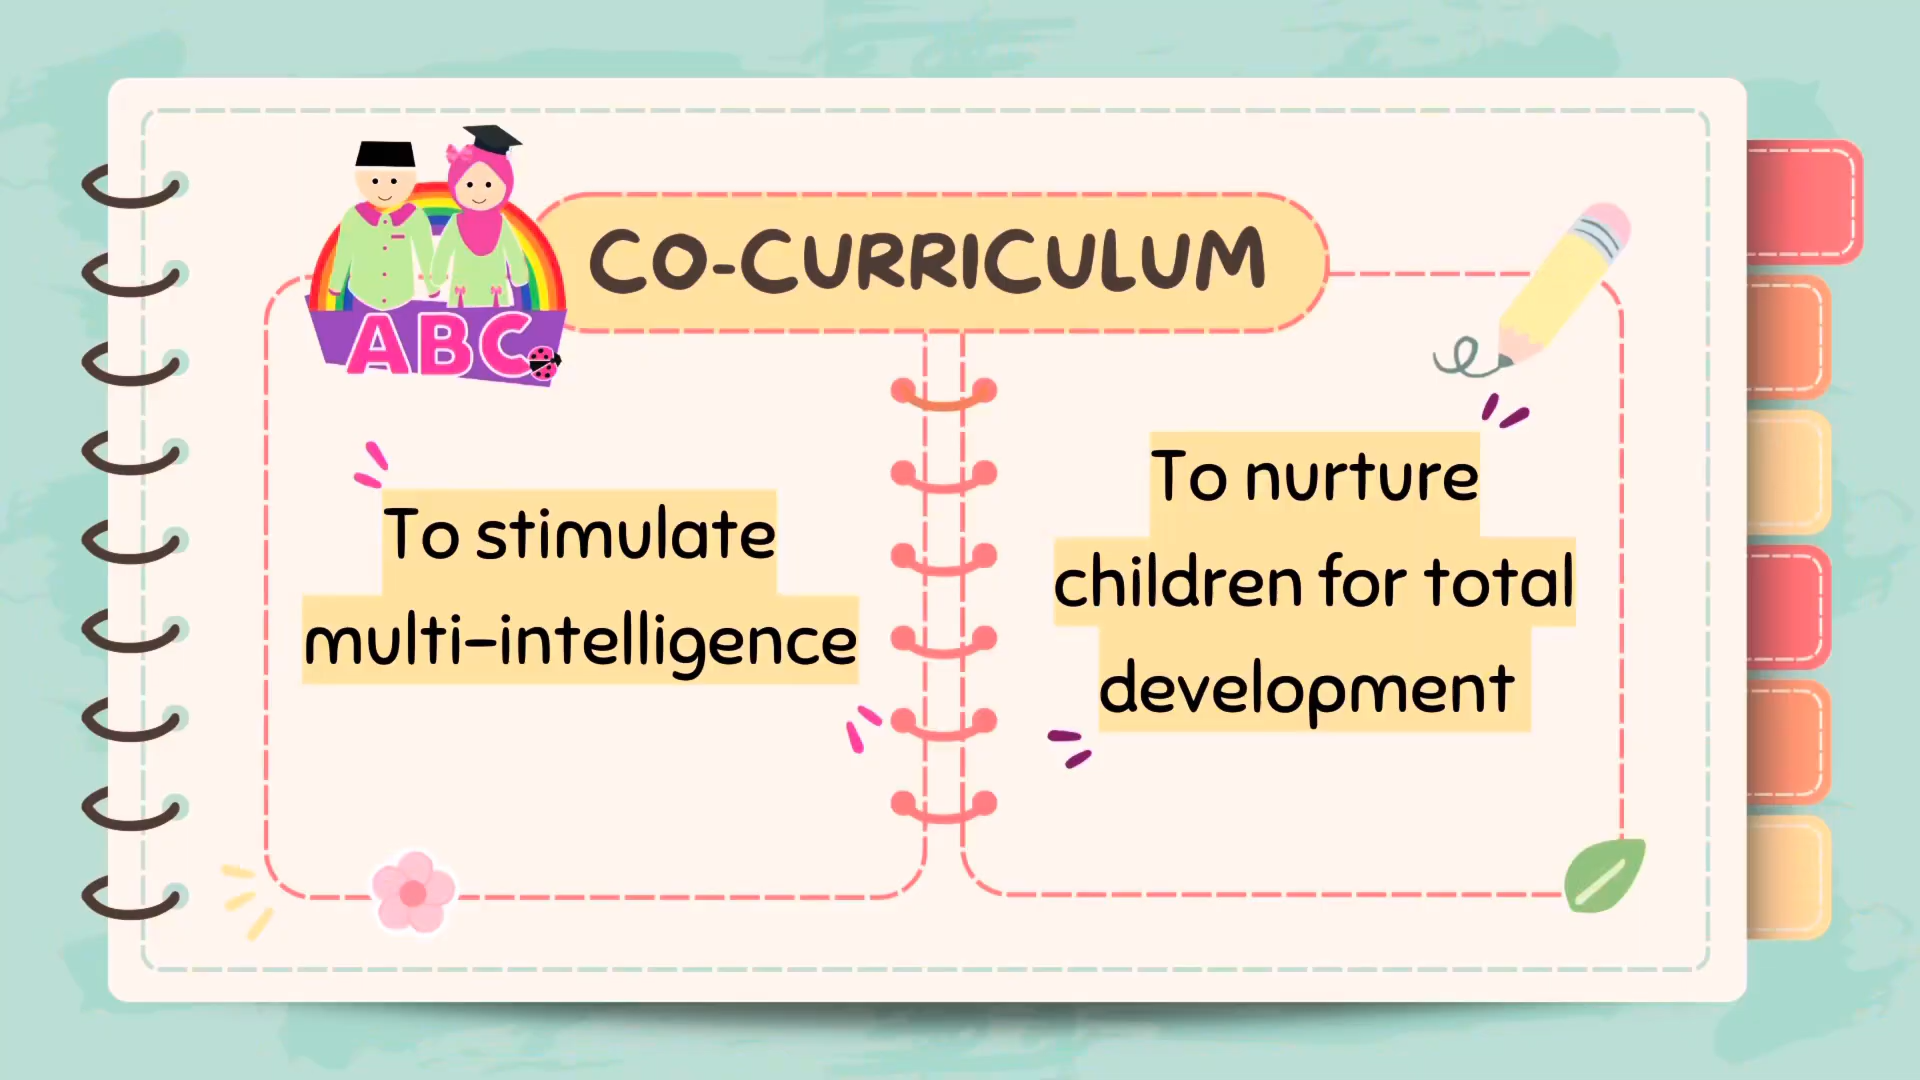 CO-CURRICULUM
ABC
To stimulate
multi-intelligence
To nurture
children for total
development